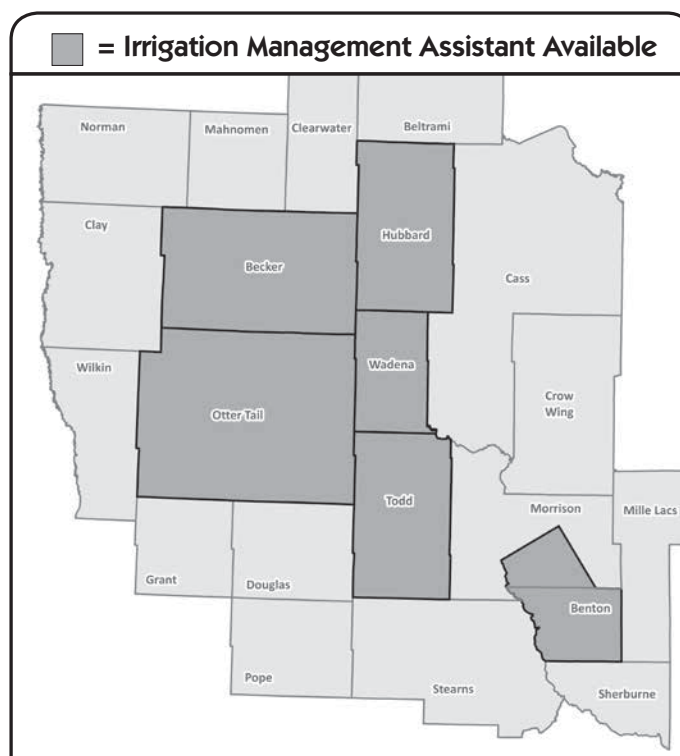 = Irrigation Management Assistant Available
Norman
Mahnomen
Clearwater
Beltrami
Hubbard
Clay
Becker
Cass
Wilkin
Wadena
Crow
Wing
Otter Tail
Todd
Morrison
Mille Lacs
Grant
Douglas
Benton
Pope
Stearns
Sherburne